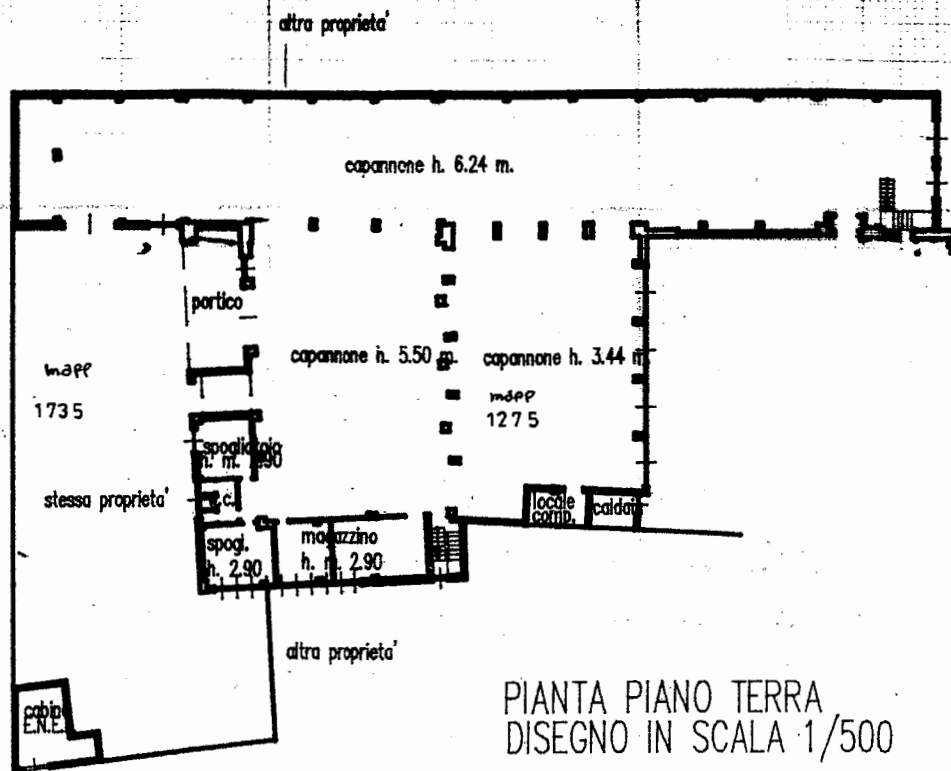 altra proprieta'
capannone h. 6.24 m.
portico
capannone h. 5.50 m.
capannone h. 3.44 m
mapp
1735
mapp
1275
spogliatoio
h. m. 2.90
stessa proprieta'
w.c.
locale
comp.
caldaia
spogl.
h. 2.90
magazzino
h. m. 2.90
altra proprieta'
cabina
E.N.E.
PIANTA PIANO TERRA
DISEGNO IN SCALA 1/500